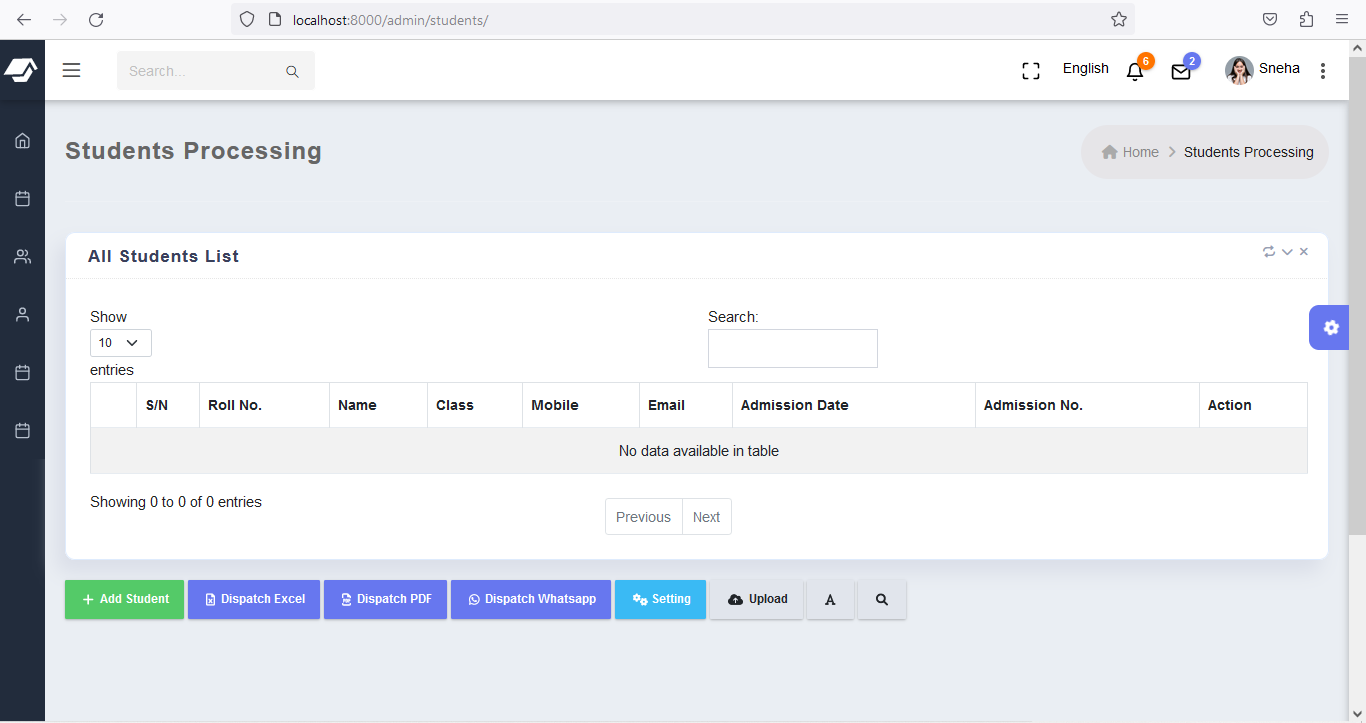 localhost:8000/admin/students/
Search...
English
6
2
Sneha
Students Processing
Home
Students Processing
All Students List
Show
10
entries
Search:
S/N Roll No. Name Class Mobile Email Admission Date Admission No. Action
No data available in table
Showing 0 to 0 of 0 entries
Previous Next
Add Student Dispatch Excel Dispatch PDF Dispatch Whatsapp Setting Upload A